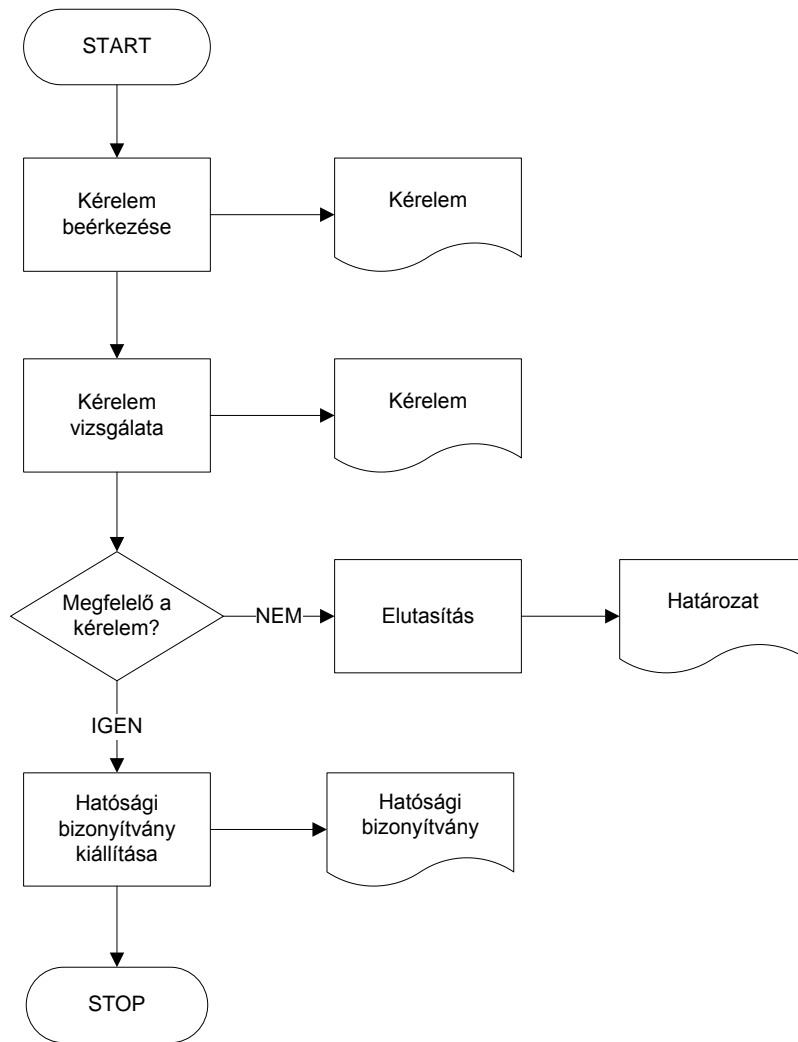 START
Kérelem
beérkezése
Kérelem
Kérelem
vizsgálata
Kérelem
Megfelelő a
kérelem?
NEM
Elutasítás
Határozat
IGEN
Hatósági
bizonyítvány
kiállítása
Hatósági
bizonyítvány
STOP